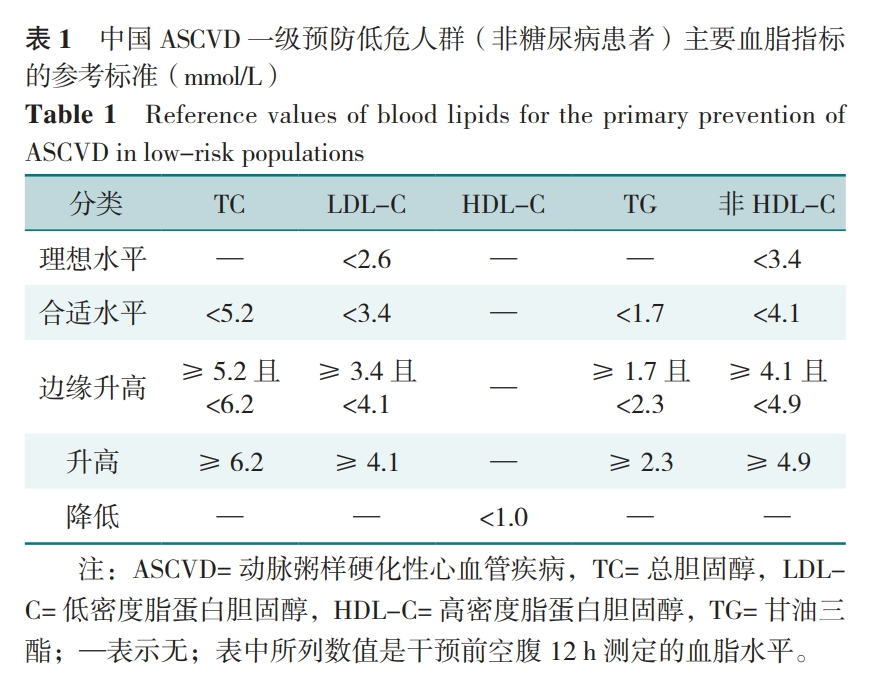 表 1 中国 ASCVD 一级预防低危人群（非糖尿病患者）主要血脂指标
的参考标准（mmol/L）
Table 1 Reference values of blood lipids for the primary prevention of
ASCVD in low-risk populations
分类 TC LDL-C HDL-C TG 非 HDL-C
理想水平 — <2.6 — — <3.4
合适水平 <5.2 <3.4 — <1.7 <4.1
边缘升高 ≥ 5.2 且 ≥ 3.4 且 — ≥ 1.7 且 ≥ 4.1 且
<6.2 <4.1 <2.3 <4.9
升高 ≥ 6.2 ≥ 4.1 — ≥ 2.3 ≥ 4.9
降低 — — <1.0 — —
注：ASCVD= 动脉粥样硬化性心血管疾病，TC= 总胆固醇，LDL-
C= 低密度脂蛋白胆固醇，HDL-C= 高密度脂蛋白胆固醇，TG= 甘油三
酯；—表示无；表中所列数值是干预前空腹 12 h 测定的血脂水平。